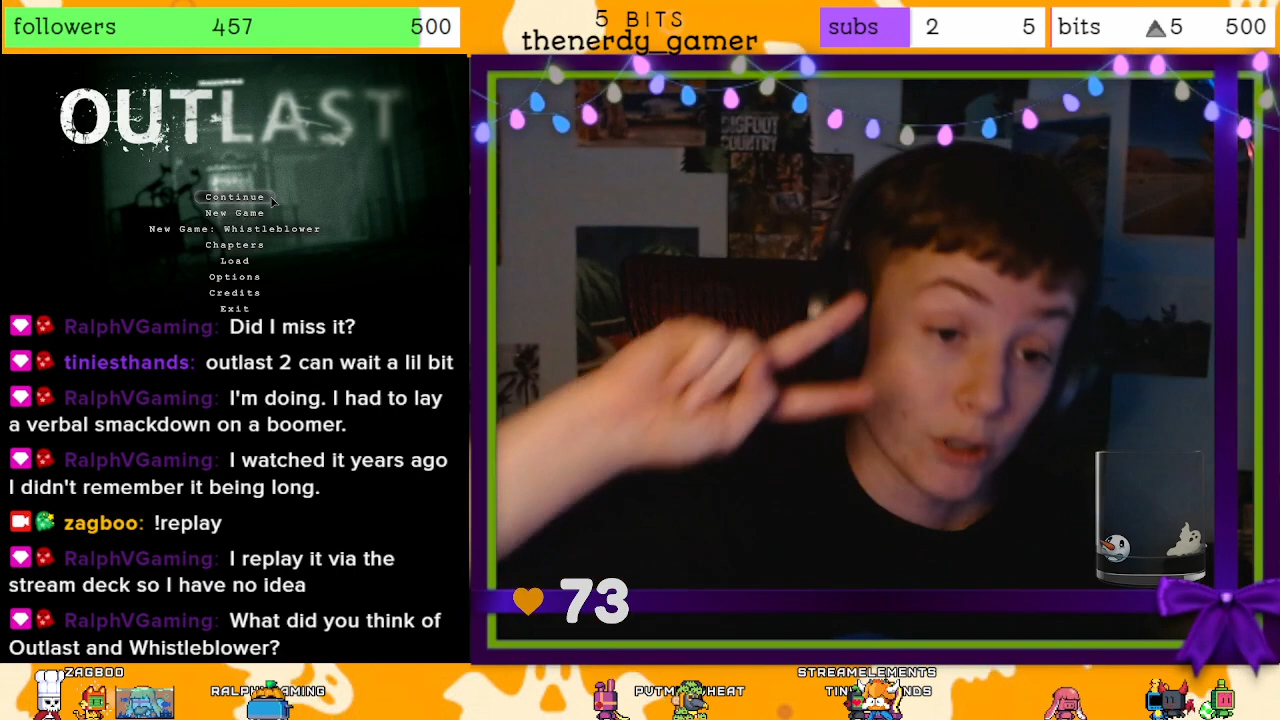 followers 457 500
5 BITS
thenerdy_gamer
subs 2 5
bits 5 500
OUTLAST
Continue
New Game
New Game: Whistleblower
Chapters
Load
Options
Credits
Exit
RalphVGaming: Did I miss it?
tiniesthands: outlast 2 can wait a lil bit
RalphVGaming: I'm doing. I had to lay
a verbal smackdown on a boomer.
RalphVGaming: I watched it years ago
I didn't remember it being long.
zagboo: !replay
RalphVGaming: I replay it via the
stream deck so I have no idea
RalphVGaming: What did you think of
Outlast and Whistleblower?
BIGFOOT
COUNTRY
73
ZAGBOO
STREAMELEMENTS